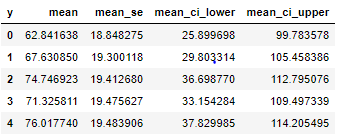 y mean mean_se mean_ci_lower mean_ci_upper
0 62.841638 18.848275 25.899698 99.783578
1 67.630850 19.300118 29.803314 105.458386
2 74.746923 19.412680 36.698770 112.795076
3 71.325811 19.475627 33.154284 109.497339
4 76.017740 19.483906 37.829985 114.205495